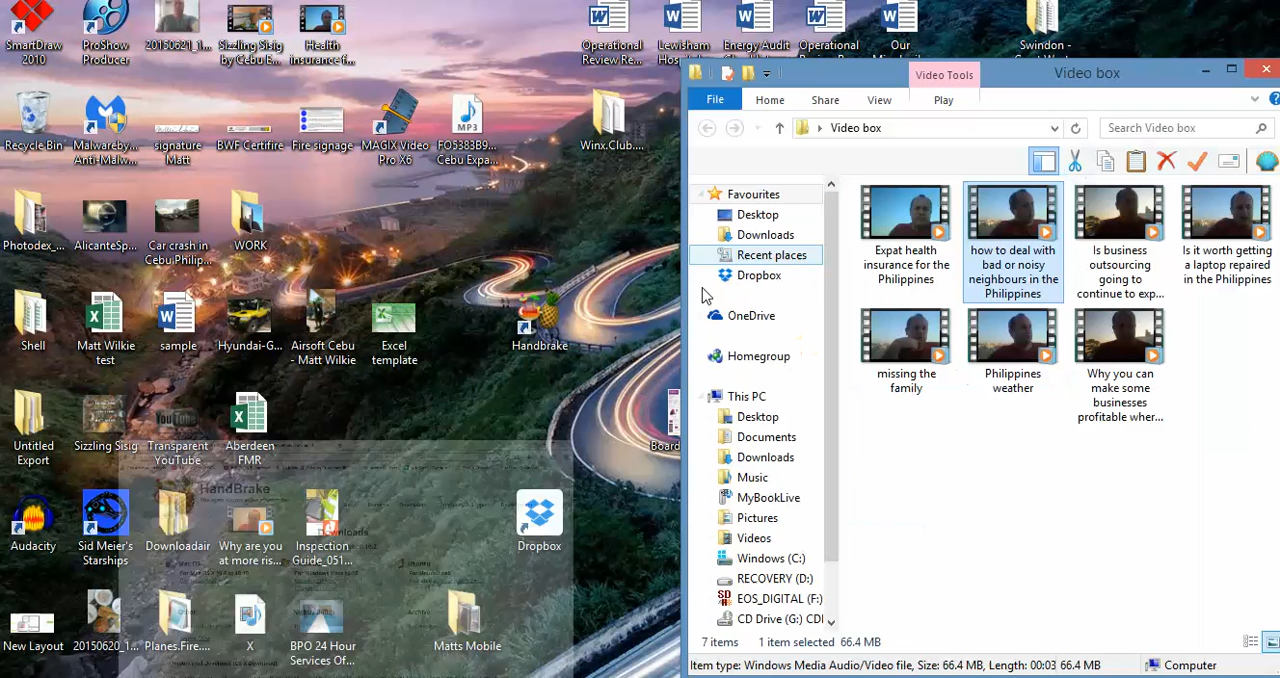 SmartDraw
2010
ProShow
Producer
20150621_1...
Sizzling Sisig
by Cebu E...
Health
insurance f...
Operational
Review Re...
Lewisham
Hos
Energy Audit
Operational
Our
Swindon -
Recycle Bin
Malwareby...
Anti-Malw...
signature
Matt
BWF Certifire
Fire signage
MAGIX Video
Pro X6
MP3
FO5383B9...
Cebu Expa...
Winx.Club....
Photodex_...
AlicanteSp...
Car crash in
Cebu Philip...
WORK
Shell
Matt Wilkie
test
sample
Hyundai-G...
Airsoft Cebu
- Matt Wilkie
Excel
template
Handbrake
Untitled
Export
Sizzling Sisig
YouTube
Transparent
YouTube
Aberdeen
FMR
Board
HandBrake
Audacity
Sid Meier's
Starships
Downloadair
Why are you
at more ris...
Inspection
Guide_051...
Dropbox
New Layout
20150620_1...
Planes.Fire....
X
BPO 24 Hour
Services Of...
Matts Mobile
Video Tools
Video box
File
Home
Share
View
Play
Video box
Search Video box
Favourites
Desktop
Downloads
Recent places
Dropbox
OneDrive
Homegroup
This PC
Desktop
Documents
Downloads
Music
MyBookLive
Pictures
Videos
Windows (C:)
RECOVERY (D:)
EOS_DIGITAL (F:)
CD Drive (G:) CDI
Expat health
insurance for the
Philippines
how to deal with
bad or noisy
neighbours in the
Philippines
Is business
outsourcing
going to
continue to exp...
Is it worth getting
a laptop repaired
in the Philippines
missing the
family
Philippines
weather
Why you can
make some
businesses
profitable wher...
7 items 1 item selected 66.4 MB
Item type: Windows Media Audio/Video file, Size: 66.4 MB, Length: 00:03 66.4 MB
Computer